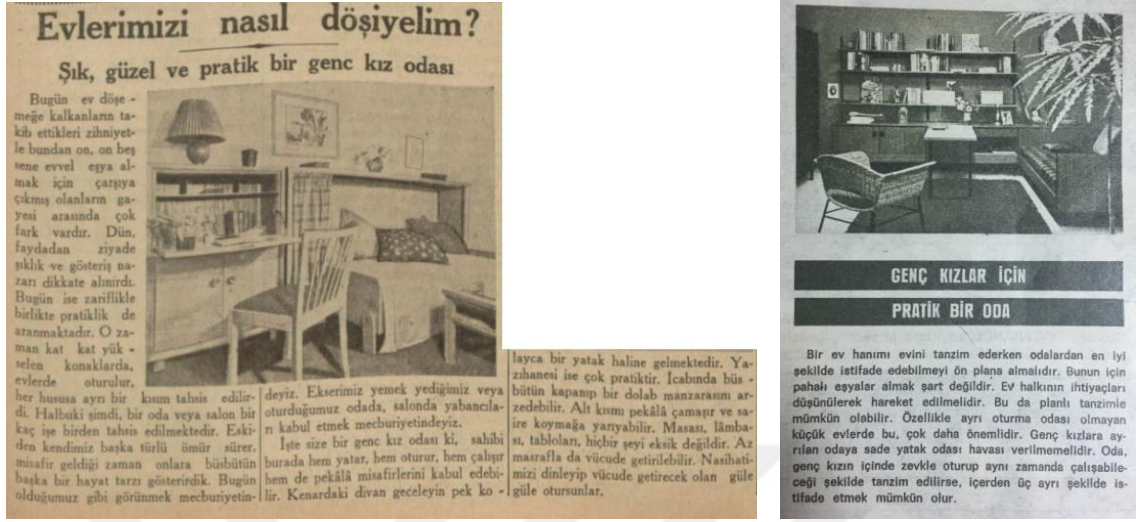 Evlerimizi nasıl döşiyelim?
Şık, güzel ve pratik bir genc kız odası
Bugün ev döşe -
meğe kalkanların ta-
kib ettikleri zihniyet-
le bundan on, on beş
sene evvel eşya al-
mak için çarşıya
çıkmış olanların ga-
yesi arasında çok
fark vardır. Dün,
faydadan ziyade
şıklık ve gösteriş na-
zarı dikkate alınırdı.
Bugün ise zariflikle
birlikte pratiklik de
aranmaktadır. O za-
man kat kat yük -
selen konaklarda,
evlerde oturulur,
her hususa ayrı bir kısım tahsis edilir-
di. Halbuki şimdi, bir oda veya salon bir
kaç işe birden tahsis edilmektedir. Eski-
den kendimiz başka türlü ömür sürer,
misafir geldiği zaman onlara büsbütün
başka bir hayat tarzı gösterirdik. Bugün
olduğumuz gibi görünmek mecburiyetin-
deyiz. Ekserimiz yemek yediğimiz veya
oturduğumuz odada, salonda yabancıla-
rı kabul etmek mecburiyetindeyiz.
İşte size bir genc kız odası ki, sahibi
burada hem yatar, hem oturur, hem çalışır
hem de pekâlâ misafirlerini kabul edebi-
lir. Kenardaki divan geceleyin pek ko -
layca bir yatak haline gelmektedir. Ya-
zıhanesi ise çok pratiktir. İcabında büs -
bütün kapanıp bir dolab manzarasını ar-
zedebilir. Alt kısmı pekâlâ çamaşır ve sa-
ire koymağa yarıyabilir. Masası, lâmba-
sı, tabloları, hiçbir şeyi eksik değildir. Az
masrafla da vücude getirilebilir. Nasihati-
mizi dinleyip vücude getirecek olan güle
güle otursunlar.
GENÇ KIZLAR İÇİN
PRATİK BİR ODA
Bir ev hanımı evini tanzim ederken odalardan en iyi
şekilde istifade edebilmeyi ön plana almalıdır. Bunun için
pahalı eşyalar almak şart değildir. Ev halkının ihtiyaçları
düşünülerek hareket edilmelidir. Bu da planlı tanzimle
mümkün olabilir. Özellikle ayrı oturma odası olmayan
küçük evlerde bu, çok daha önemlidir. Genç kızlara ay-
rılan odaya sade yatak odası havası verilmemelidir. Oda,
genç kızın içinde zevkle oturup aynı zamanda çalışabile-
ceği şekilde tanzim edilirse, içerden üç ayrı şekilde is-
tifade etmek mümkün olur.